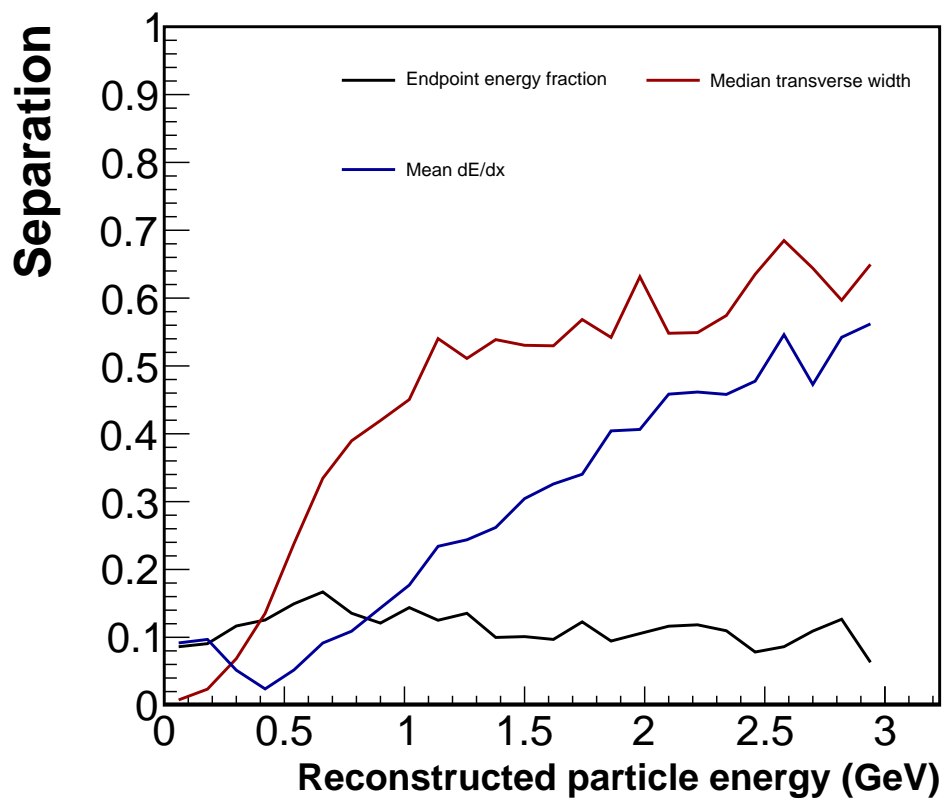 Separation
1
0.9
0.8
0.7
0.6
0.5
0.4
0.3
0.2
0.1
0
Endpoint energy fraction
Median transverse width
Mean dE/dx
0 0.5 1 1.5 2 2.5 3
Reconstructed particle energy (GeV)